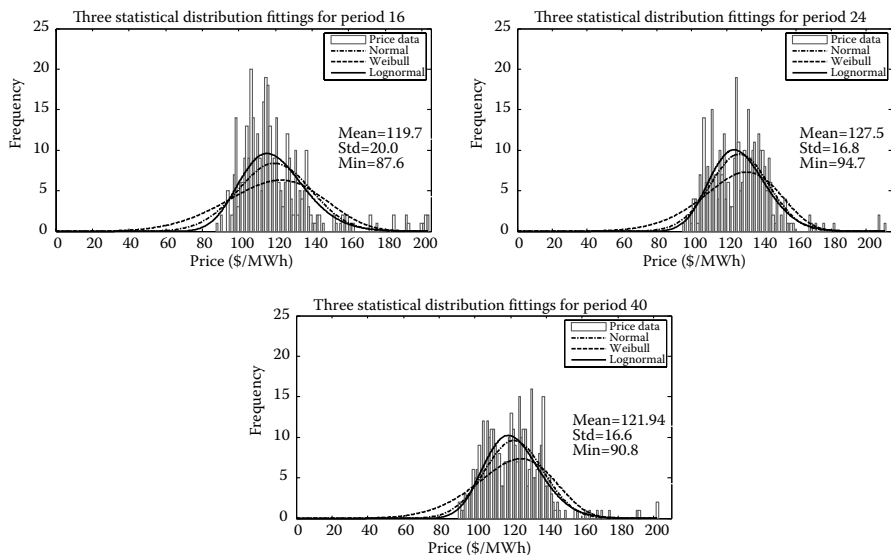 Three statistical distribution fittings for period 16
25
20
15
10
5
0
Frequency
Price data
Normal
Weibull
Lognormal
Mean=119.7
Std=20.0
Min=87.6
0 20 40 60 80 100 120 140 160 180 200
Price ($/MWh)
Three statistical distribution fittings for period 24
25
20
15
10
5
0
Frequency
Price data
Normal
Weibull
Lognormal
Mean=127.5
Std=16.8
Min=94.7
0 20 40 60 80 100 120 140 160 180 200
Price ($/MWh)
Three statistical distribution fittings for period 40
25
20
15
10
5
0
Frequency
Price data
Normal
Weibull
Lognormal
Mean=121.94
Std=16.6
Min=90.8
0 20 40 60 80 100 120 140 160 180 200
Price ($/MWh)